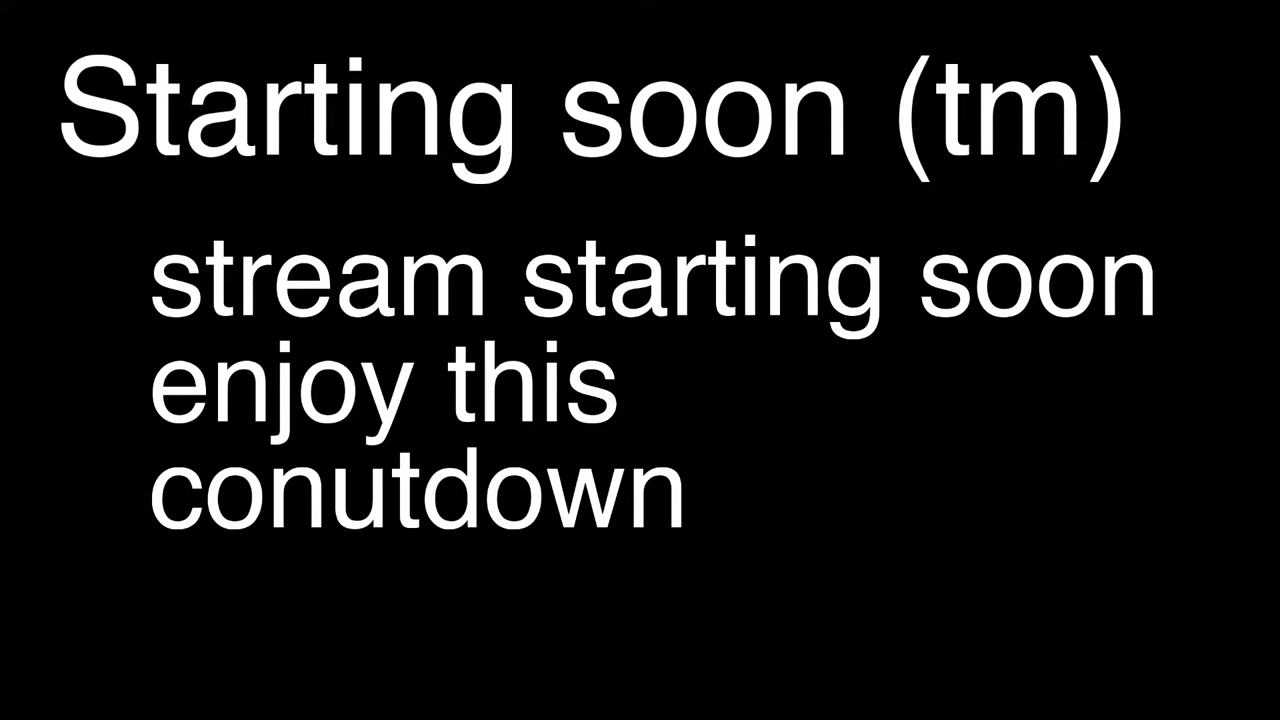 Starting soon (tm)
stream starting soon
enjoy this
conutdown